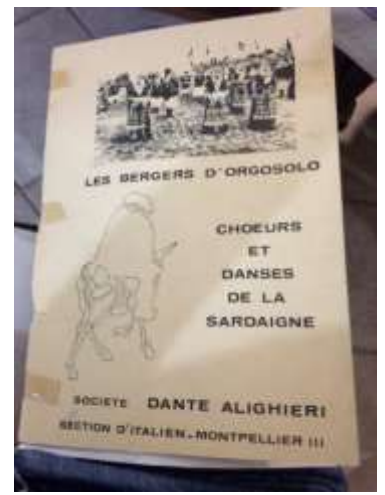 LES BERGERS D'ORGOSOLO
CHOEURS
ET
DANSES
DE LA
SARDAIGNE
SOCIETE DANTE ALIGHIERI
SECTION D'ITALIEN-MONTPELLIER III